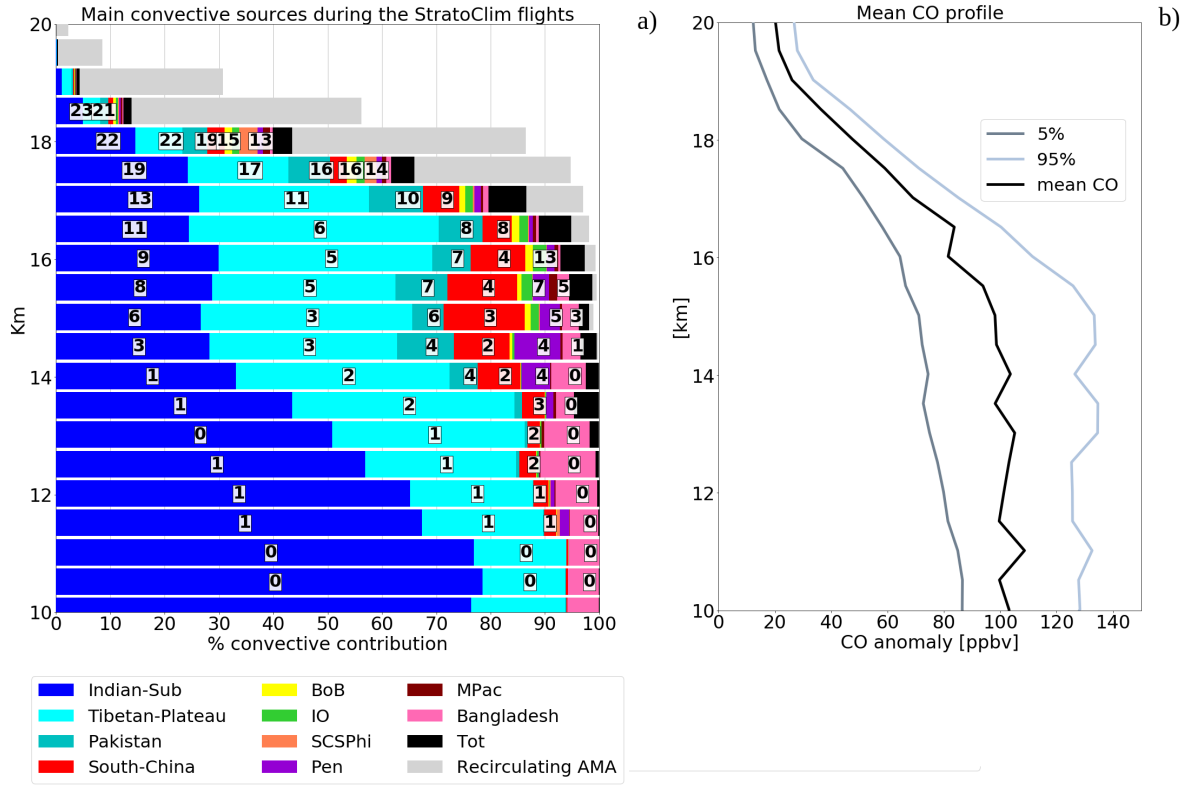 Main convective sources during the StratoClim flights
a)
20
23 21
18
22 22 19 15 13
19 17 16 16 14
13 11 10 9
11 6 8 8
16
9 5 7 4 13
8 5 7 4 7 5
6 3 6 3 5 3
3 3 4 2 4 1
14
1 2 4 2 4 0
1 2 3 0
0 1 2 0
1 1 2 0
12
1 1 1 0
1 1 1 0
0 0 0
0 0 0
10
Km
0 10 20 30 40 50 60 70 80 90 100
% convective contribution
Indian-Sub
Tibetan-Plateau
Pakistan
South-China
BoB
IO
SCSPhi
Pen
MPac
Bangladesh
Tot
Recirculating AMA
Mean CO profile
b)
20
18
16
14
12
10
[km]
5%
95%
mean CO
0 20 40 60 80 100 120 140
CO anomaly [ppbv]